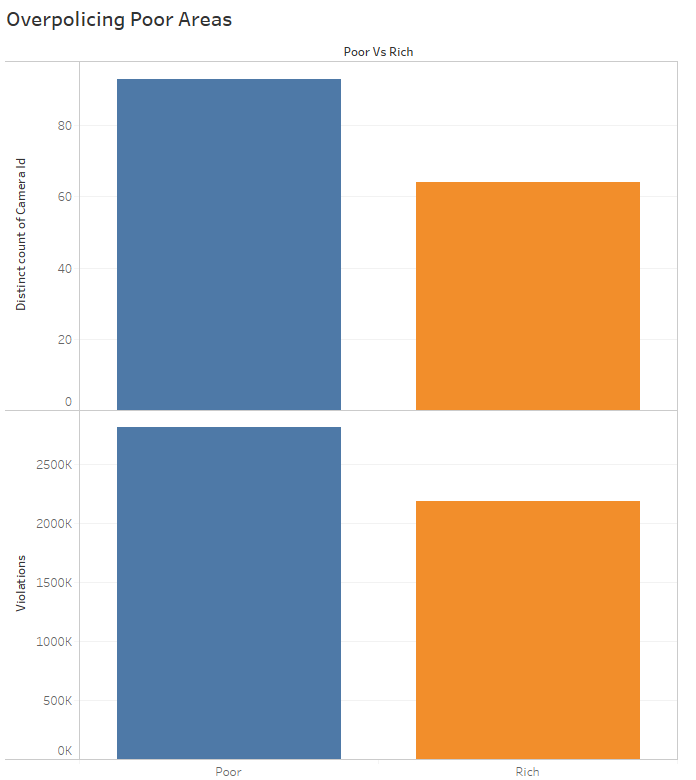 Overpolicing Poor Areas
Poor Vs Rich
Distinct count of Camera Id
80
60
40
20
0
Violations
2500K
2000K
1500K
1000K
500K
0K
Poor
Rich